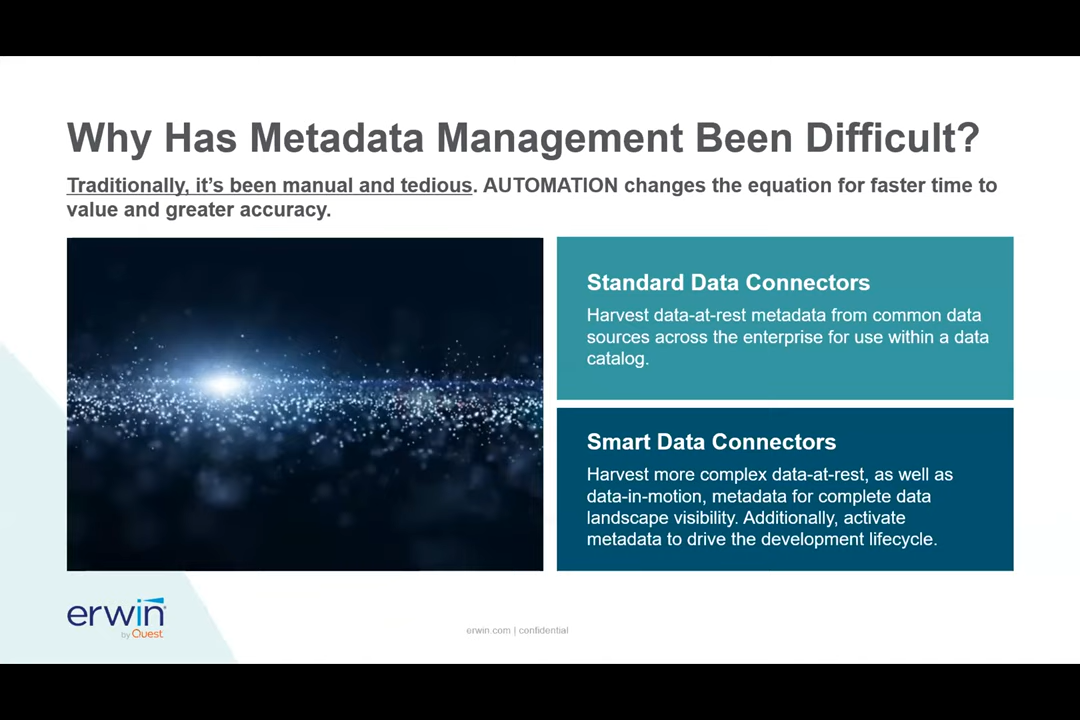 Why Has Metadata Management Been Difficult?
Traditionally, it’s been manual and tedious. AUTOMATION changes the equation for faster time to
value and greater accuracy.
Standard Data Connectors
Harvest data-at-rest metadata from common data
sources across the enterprise for use within a data
catalog.
Smart Data Connectors
Harvest more complex data-at-rest, as well as
data-in-motion, metadata for complete data
landscape visibility. Additionally, activate
metadata to drive the development lifecycle.
erwin
by Quest
erwin.com | confidential